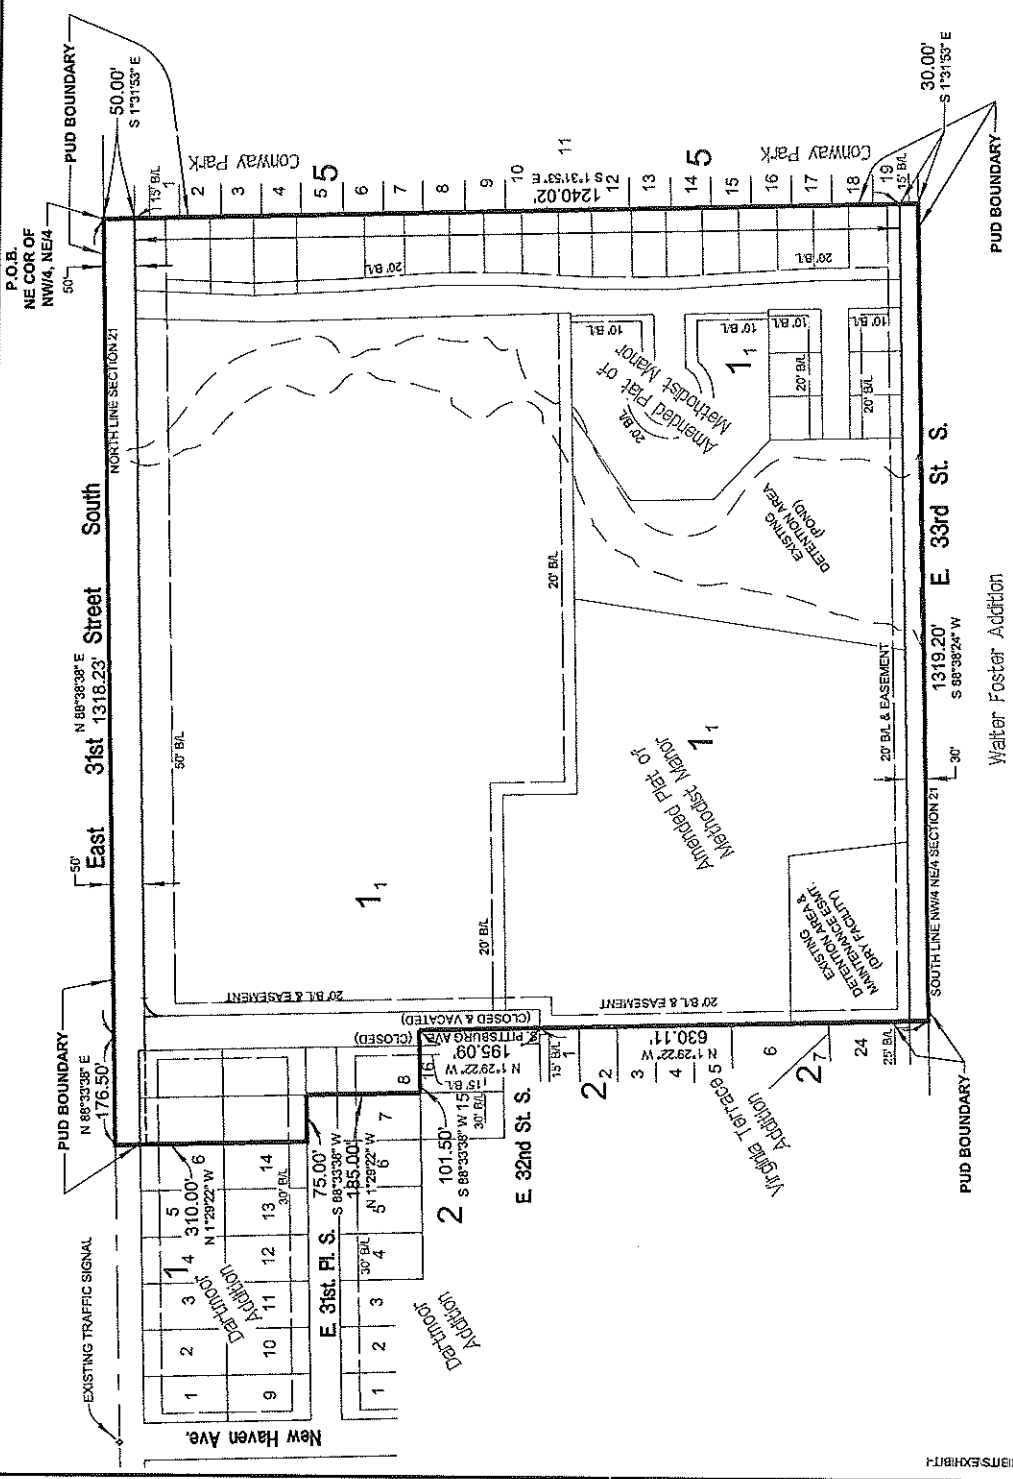 P.O.B.
NE COR OF
NW/4, NE/4
50'
PUD BOUNDARY
50.00'
S 1°31'53" E
15' B/L
PUD BOUNDARY
N 88°33'38" E
176.50'
50'
East 31st Street South
N 88°38'38" E
1318.23'
NORTH LINE SECTION 21
EXISTING TRAFFIC SIGNAL
New Haven Ave.
1
2
3
4
5
6
9
10
11
12
13
14
30' B/L
1
Dartmoor
Addition
310.00'
N 1°29'22" W
E. 31st. Pl. S.
75.00'
S 88°33'38" W
185.00'
N 1°29'22" W
1
2
3
4
5
6
7
8
30' B/L
Dartmoor
Addition
2
101.50'
S 88°33'38" W
15
16
30' B/L
15' B/L
E. 32nd St. S.
195.09'
N 1°29'22" W
PITTSBURG AVE. (CLOSED)
(CLOSED & VACATED)
20' B/L & EASEMENT
50' B/L
1
1
20' B/L
20' B/L
15' B/L
1
2
3
4
5
6
7
24
25' B/L
2
2
N 1°29'22" W
630.11'
Virginia Terrace
Addition
20' B/L & EASEMENT
EXISTING
DETENTION AREA &
MAINTENANCE ESMT.
(DRY FACILITY)
Amended Plat of
Methodist Manor
1
1
EXISTING
DETENTION AREA
(POND)
Amended Plat of
Methodist Manor
1
1
20' B/L
10' B/L
10' B/L
10' B/L
10' B/L
20' B/L
20' B/L
20' B/L
20' B/L
1
2
3
4
5
6
7
8
9
10
11
12
13
14
15
16
17
18
19
15' B/L
Conway Park
5
1240.02'
S 1°31'53" E
5
Conway Park
30.00'
S 1°31'53" E
PUD BOUNDARY
20' B/L & EASEMENT
E. 33rd St. S.
1319.20'
S 88°38'24" W
30'
SOUTH LINE NW/4 NE/4 SECTION 21
PUD BOUNDARY
Walter Foster Addition